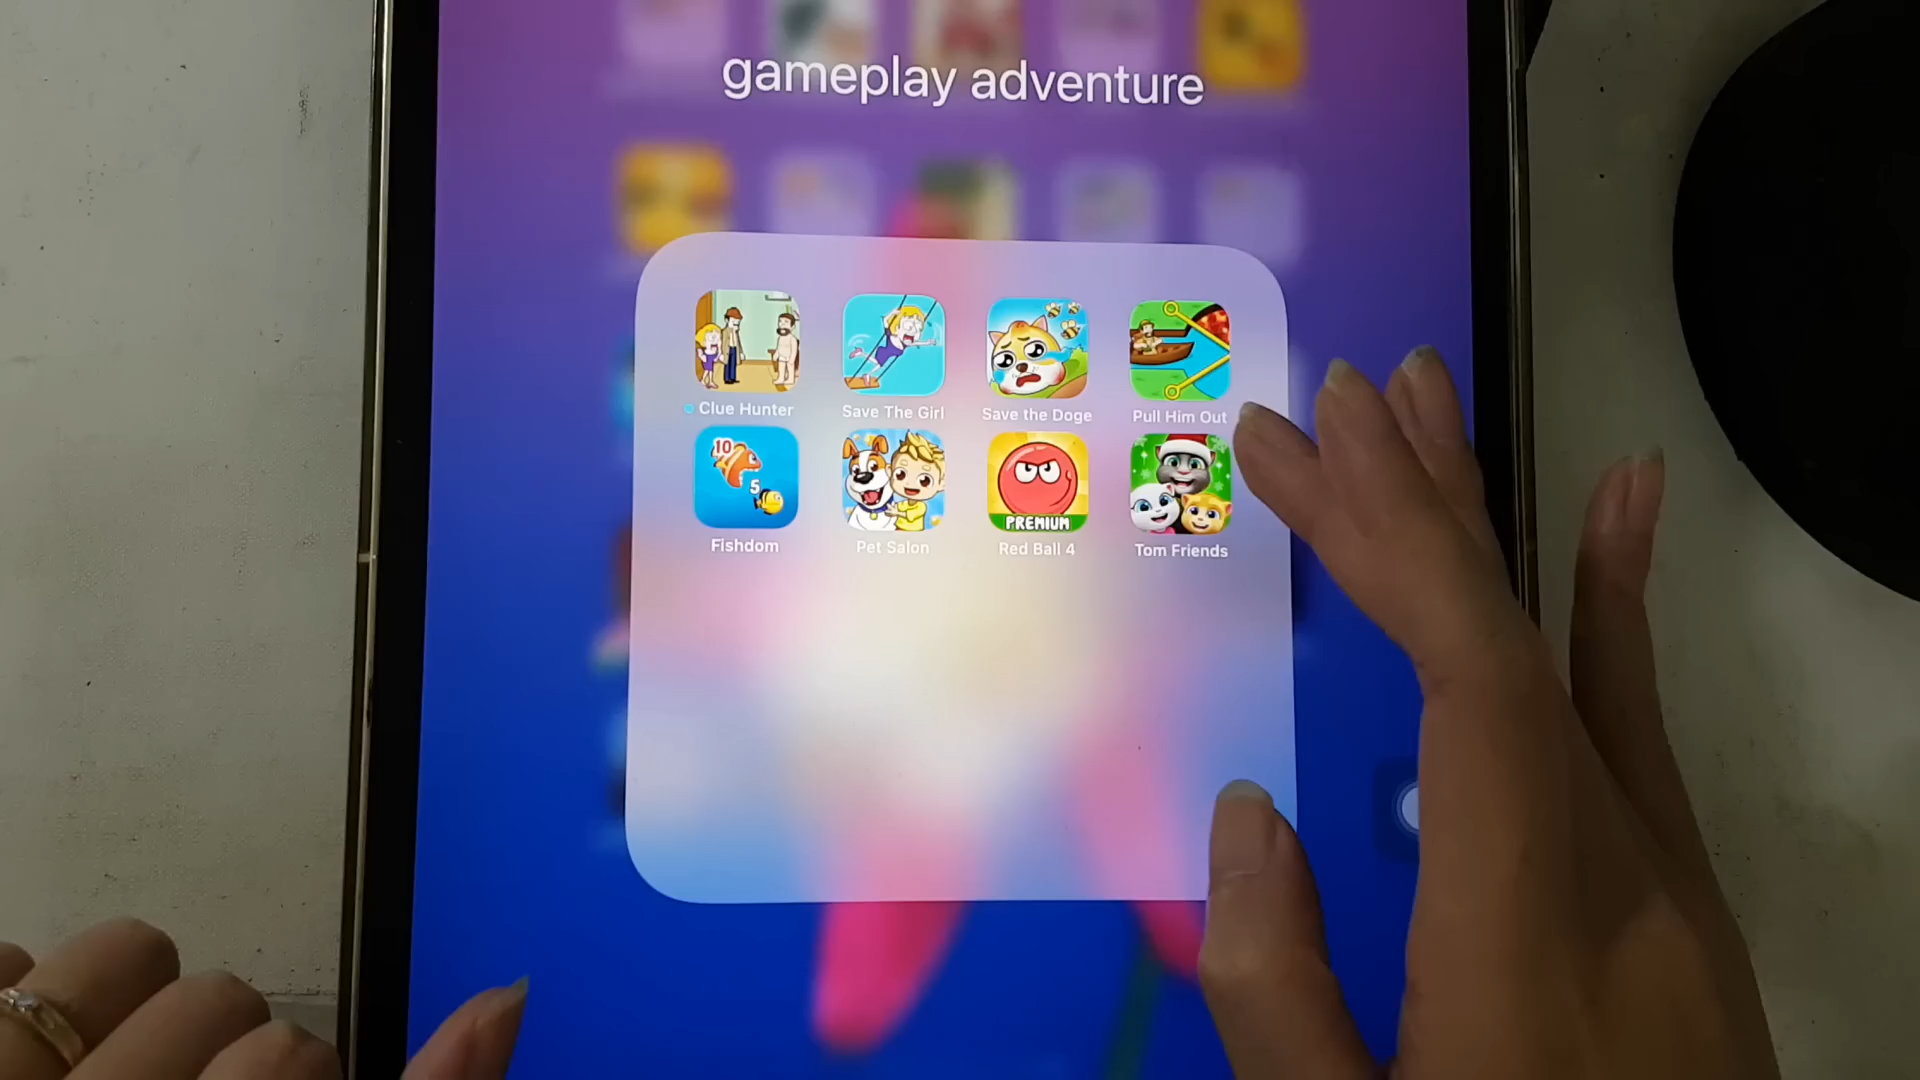 gameplay adventure
Clue Hunter
Save The Girl
Save the Doge
Pull Him Out
10
5
PREMIUM
Fishdom
Pet Salon
Red Ball 4
Tom Friends